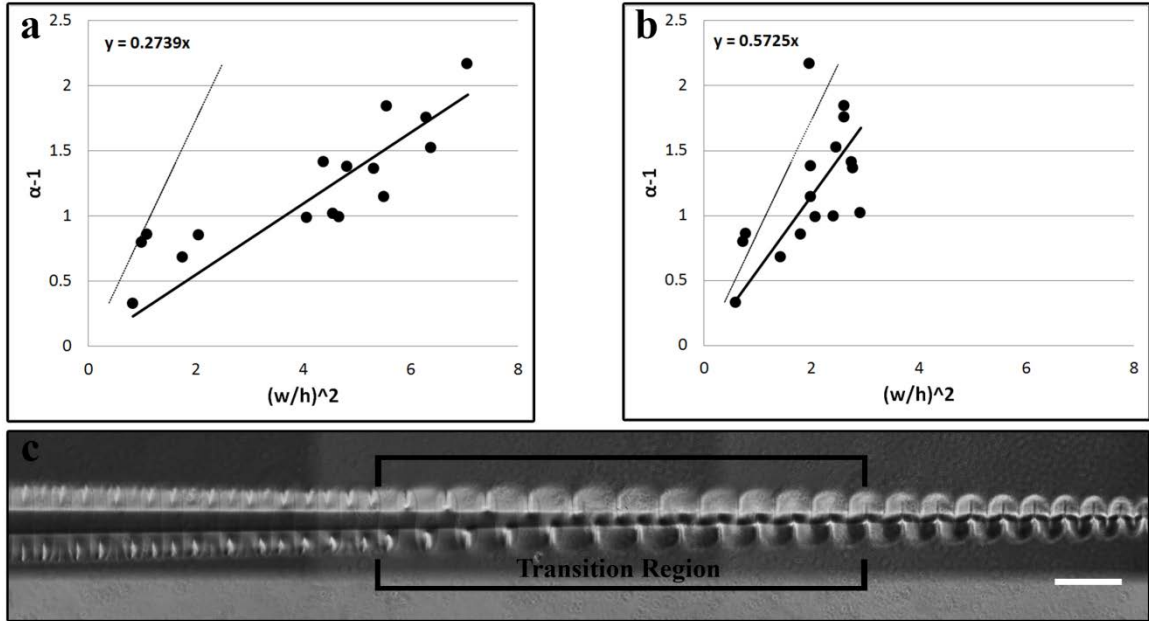 a
y = 0.2739x
2.5
2
1.5
1
0.5
0
α-1
0 2 4 6 8
(w/h)^2
b
y = 0.5725x
2.5
2
1.5
1
0.5
0
α-1
0 2 4 6 8
(w/h)^2
c
Transition Region